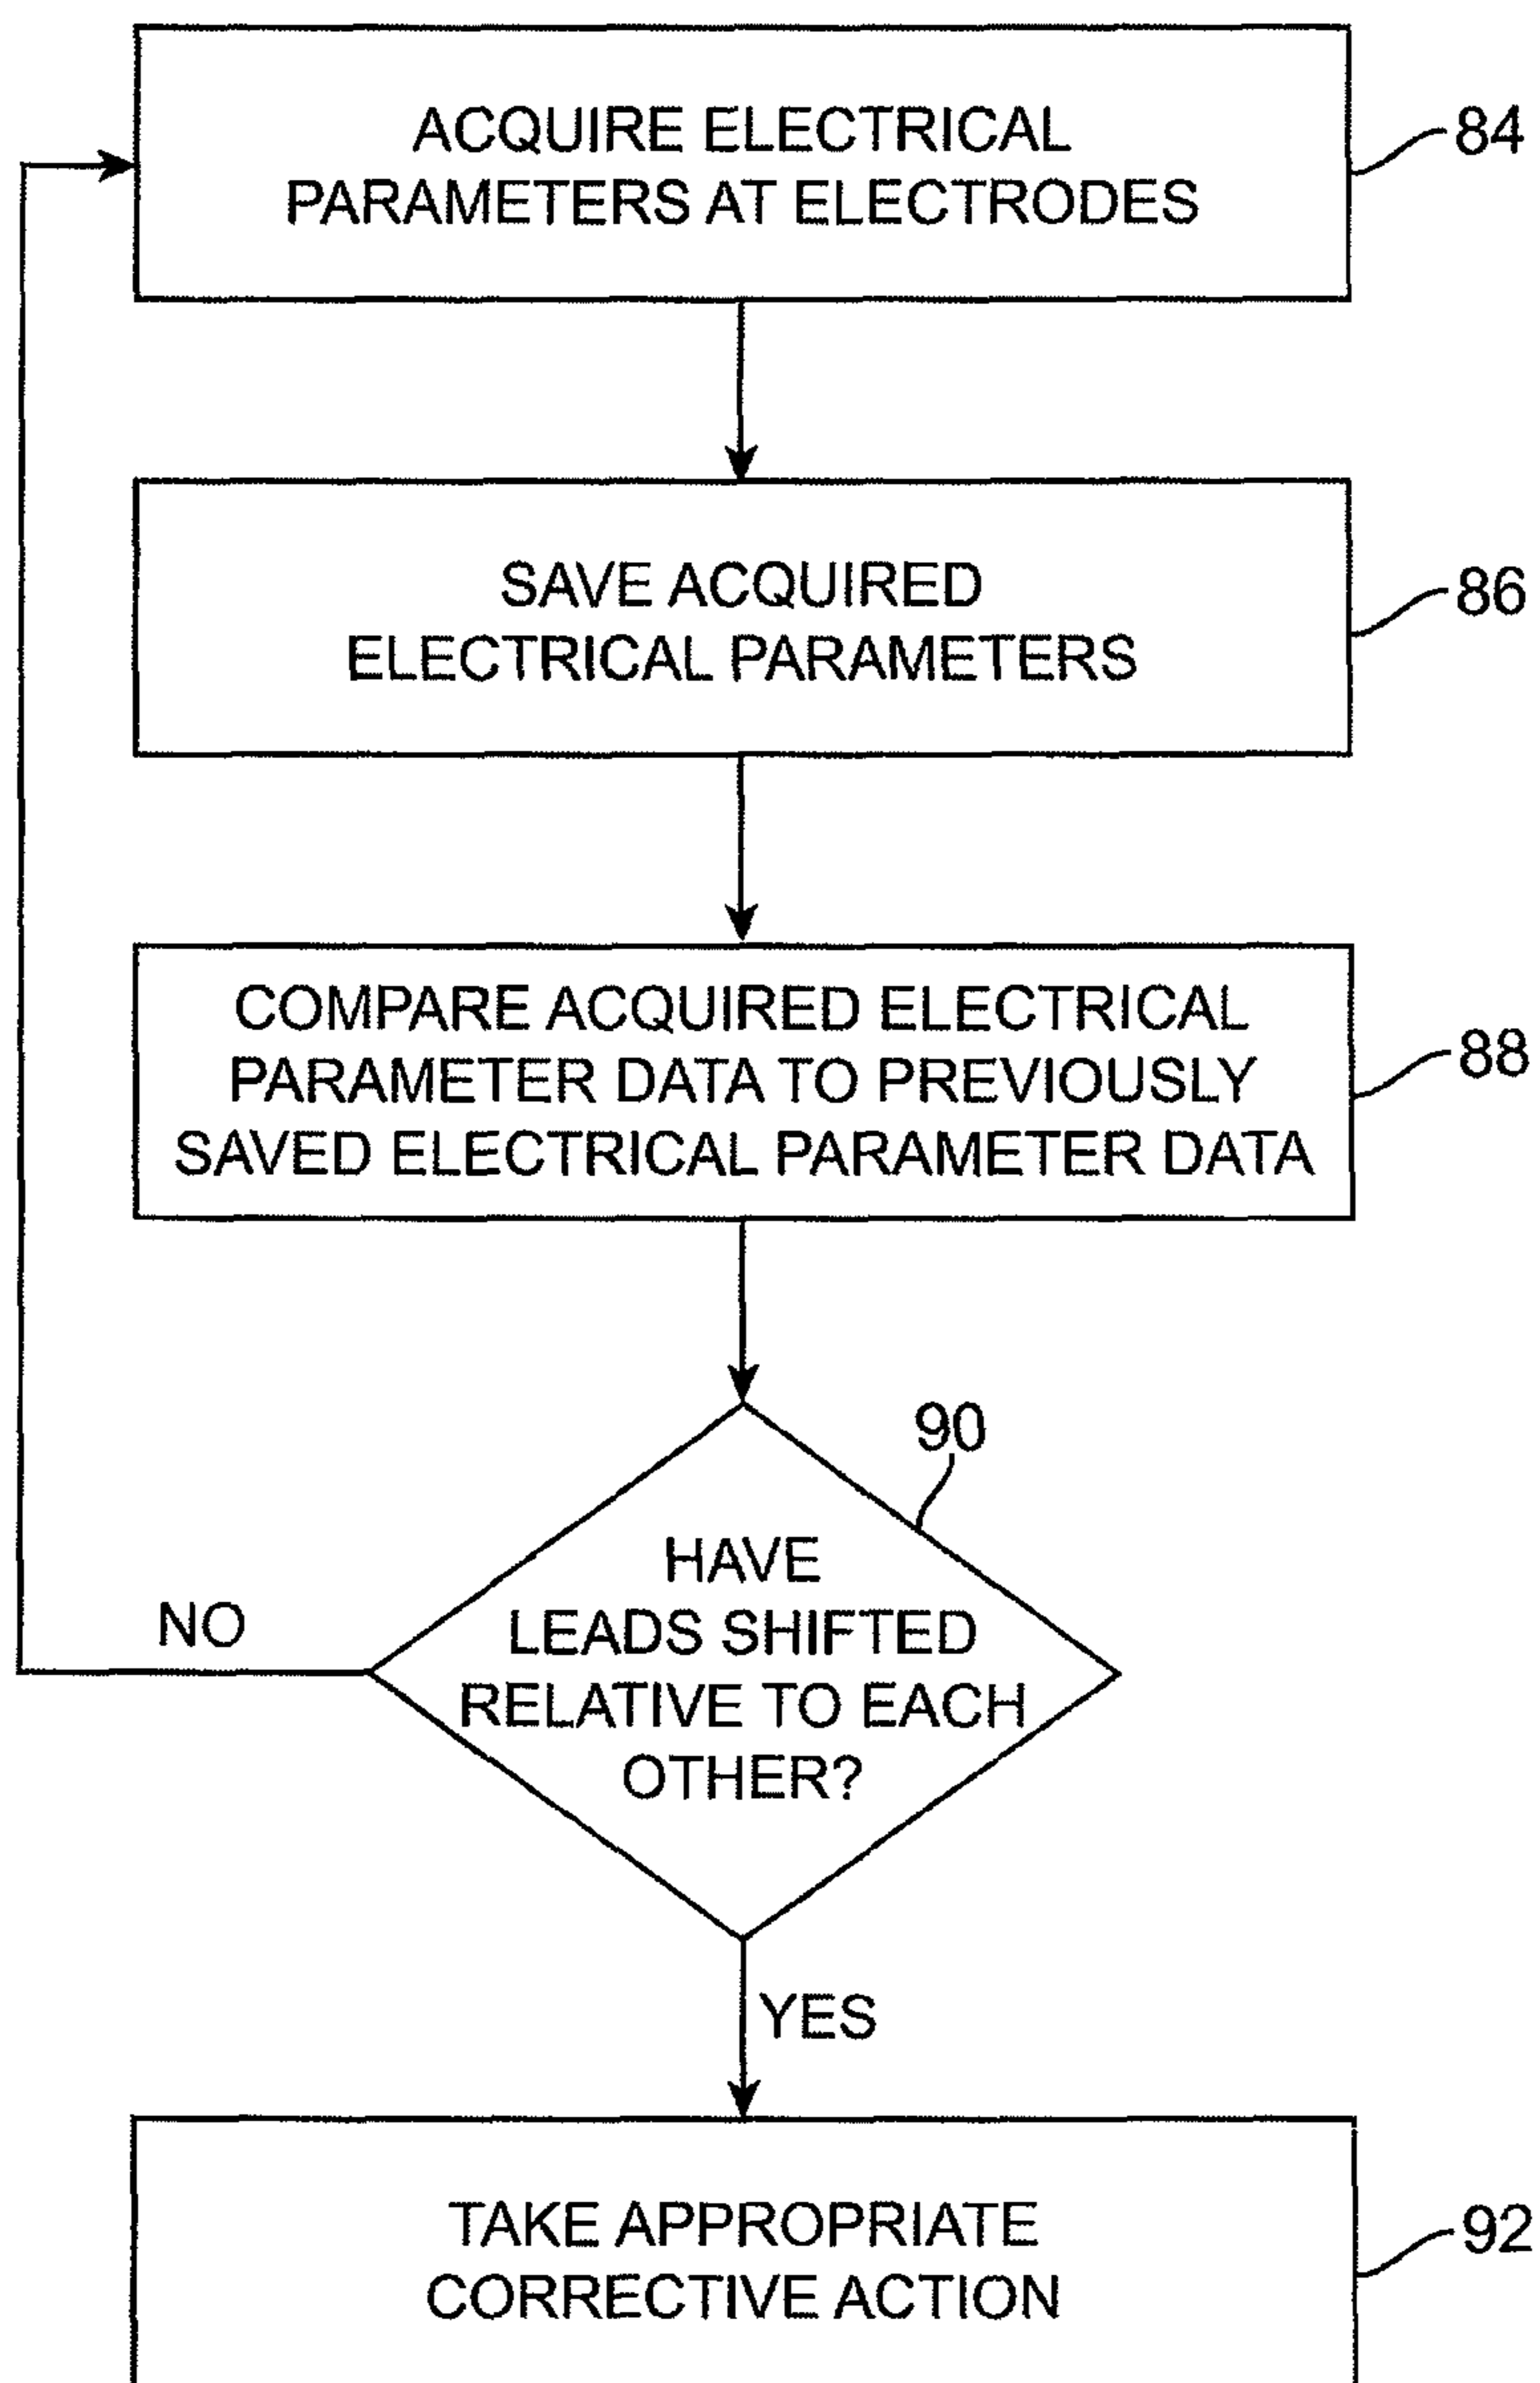 ACQUIRE ELECTRICAL
PARAMETERS AT ELECTRODES
84
SAVE ACQUIRED
ELECTRICAL PARAMETERS
86
COMPARE ACQUIRED ELECTRICAL
PARAMETER DATA TO PREVIOUSLY
SAVED ELECTRICAL PARAMETER DATA
88
90
HAVE
LEADS SHIFTED
RELATIVE TO EACH
OTHER?
NO
YES
TAKE APPROPRIATE
CORRECTIVE ACTION
92